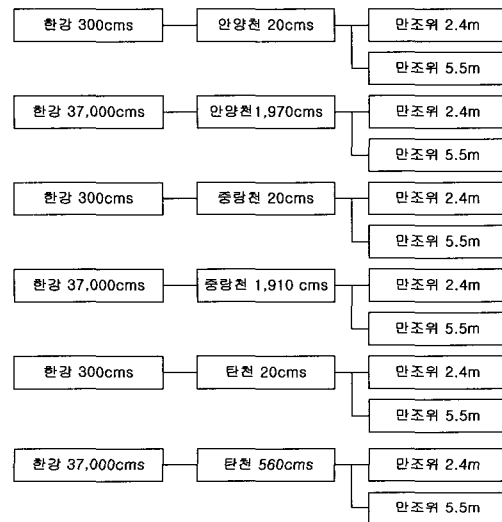 한강 300cms 안양천 20cms 만조위 2.4m
만조위 5.5m
한강 37,000cms 안양천1,970cms 만조위 2.4m
만조위 5.5m
한강 300cms 중랑천 20cms 만조위 2.4m
만조위 5.5m
한강 37,000cms 중랑천 1,910 cms 만조위 2.4m
만조위 5.5m
한강 300cms 탄천 20cms 만조위 2.4m
만조위 5.5m
한강 37,000cms 탄천 560cms 만조위 2.4m
만조위 5.5m